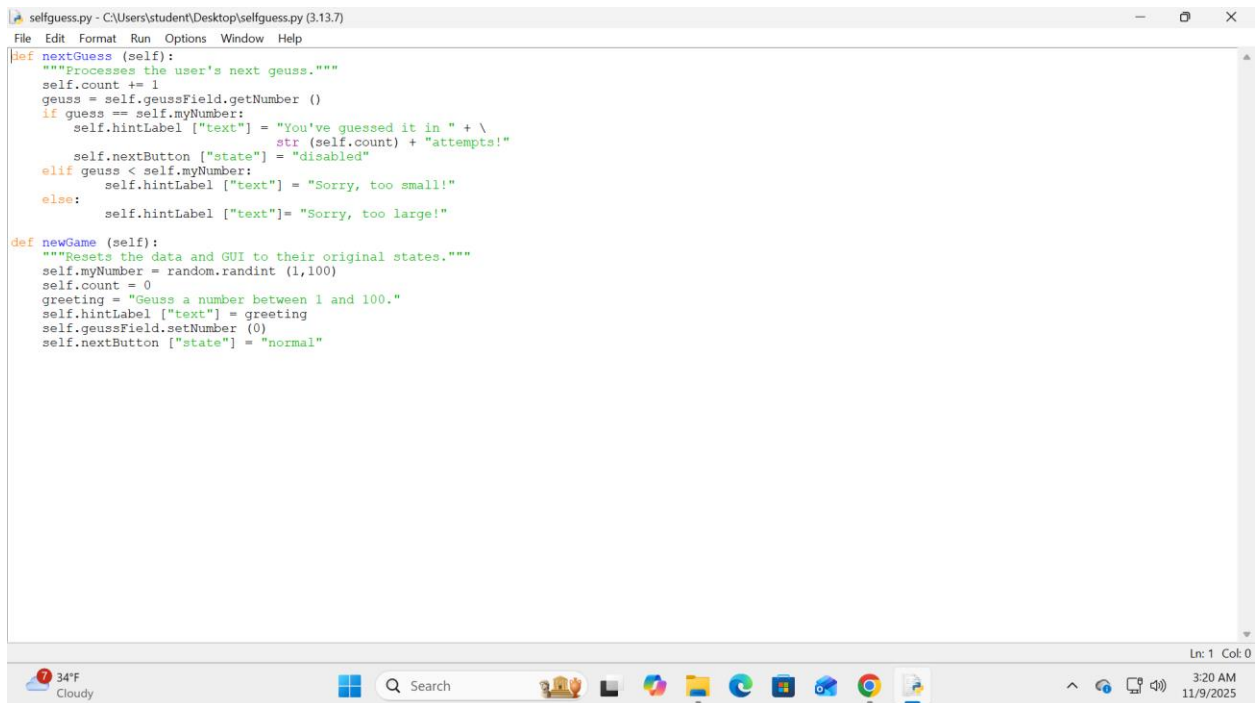 selfguess.py - C:\Users\student\Desktop\selfguess.py (3.13.7)
File Edit Format Run Options Window Help
def nextGuess (self):
    """Processes the user's next geuss."""
    self.count += 1
    geuss = self.geussField.getNumber ()
    if guess == self.myNumber:
        self.hintLabel ["text"] = "You've guessed it in " + \
                                  str (self.count) + "attempts!"
        self.nextButton ["state"] = "disabled"
    elif geuss < self.myNumber:
            self.hintLabel ["text"] = "Sorry, too small!"
    else:
            self.hintLabel ["text"]= "Sorry, too large!"

def newGame (self):
    """Resets the data and GUI to their original states."""
    self.myNumber = random.randint (1,100)
    self.count = 0
    greeting = "Geuss a number between 1 and 100."
    self.hintLabel ["text"] = greeting
    self.geussField.setNumber (0)
    self.nextButton ["state"] = "normal"
Ln: 1 Col: 0
7
34°F
Cloudy
Search
3:20 AM
11/9/2025